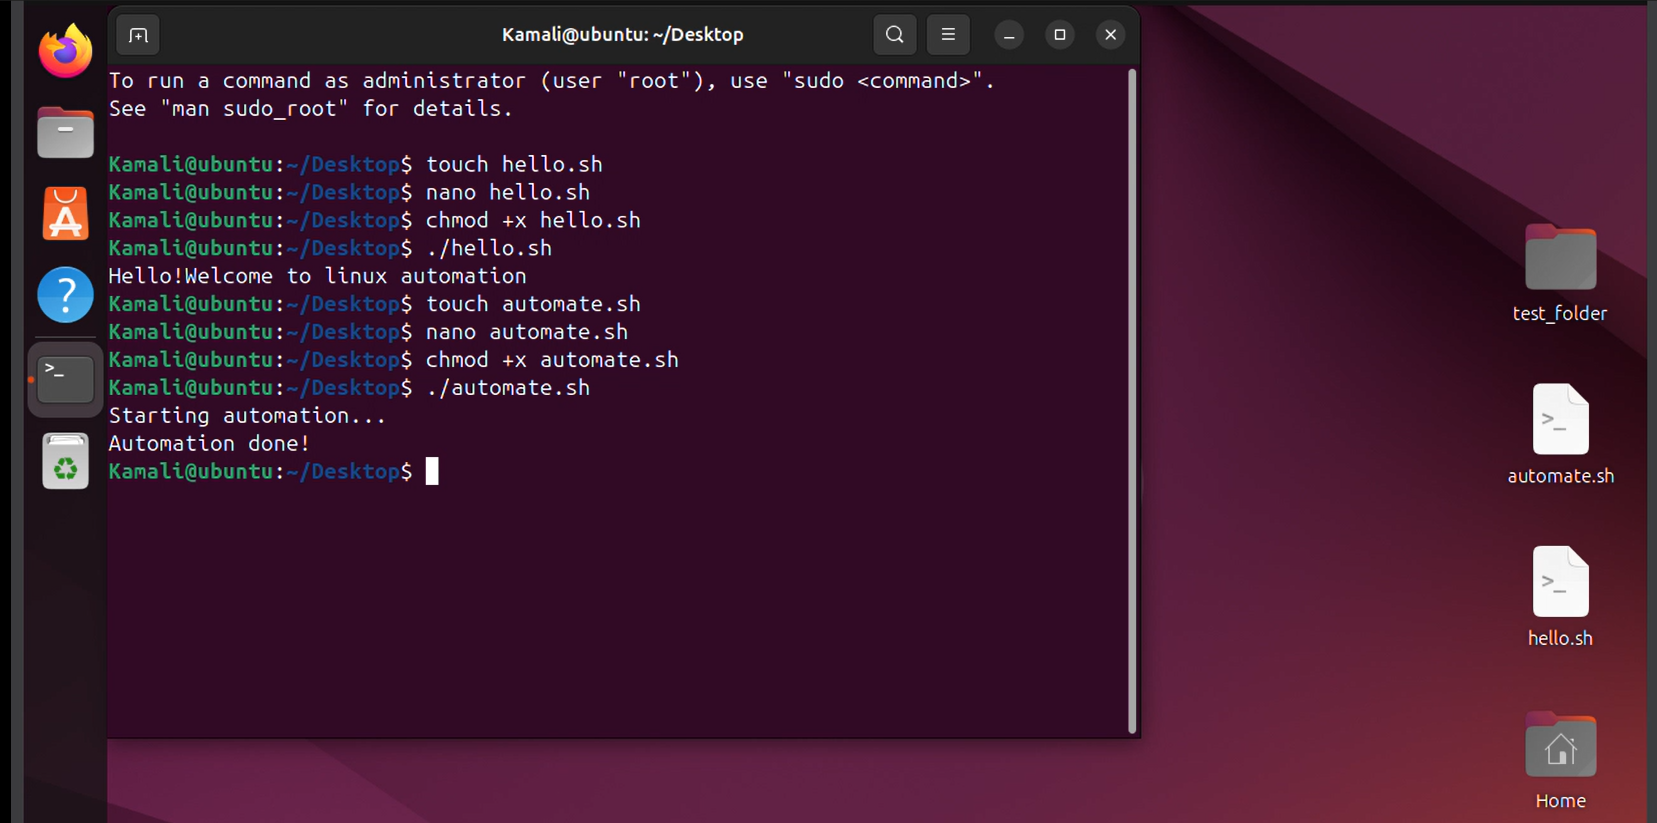 Kamali@ubuntu: ~/Desktop
To run a command as administrator (user "root"), use "sudo <command>".
See "man sudo_root" for details.
Kamali@ubuntu:~/Desktop$ touch hello.sh
Kamali@ubuntu:~/Desktop$ nano hello.sh
Kamali@ubuntu:~/Desktop$ chmod +x hello.sh
Kamali@ubuntu:~/Desktop$ ./hello.sh
Hello!Welcome to linux automation
Kamali@ubuntu:~/Desktop$ touch automate.sh
Kamali@ubuntu:~/Desktop$ nano automate.sh
Kamali@ubuntu:~/Desktop$ chmod +x automate.sh
Kamali@ubuntu:~/Desktop$ ./automate.sh
Starting automation...
Automation done!
Kamali@ubuntu:~/Desktop$
test_folder
automate.sh
hello.sh
Home